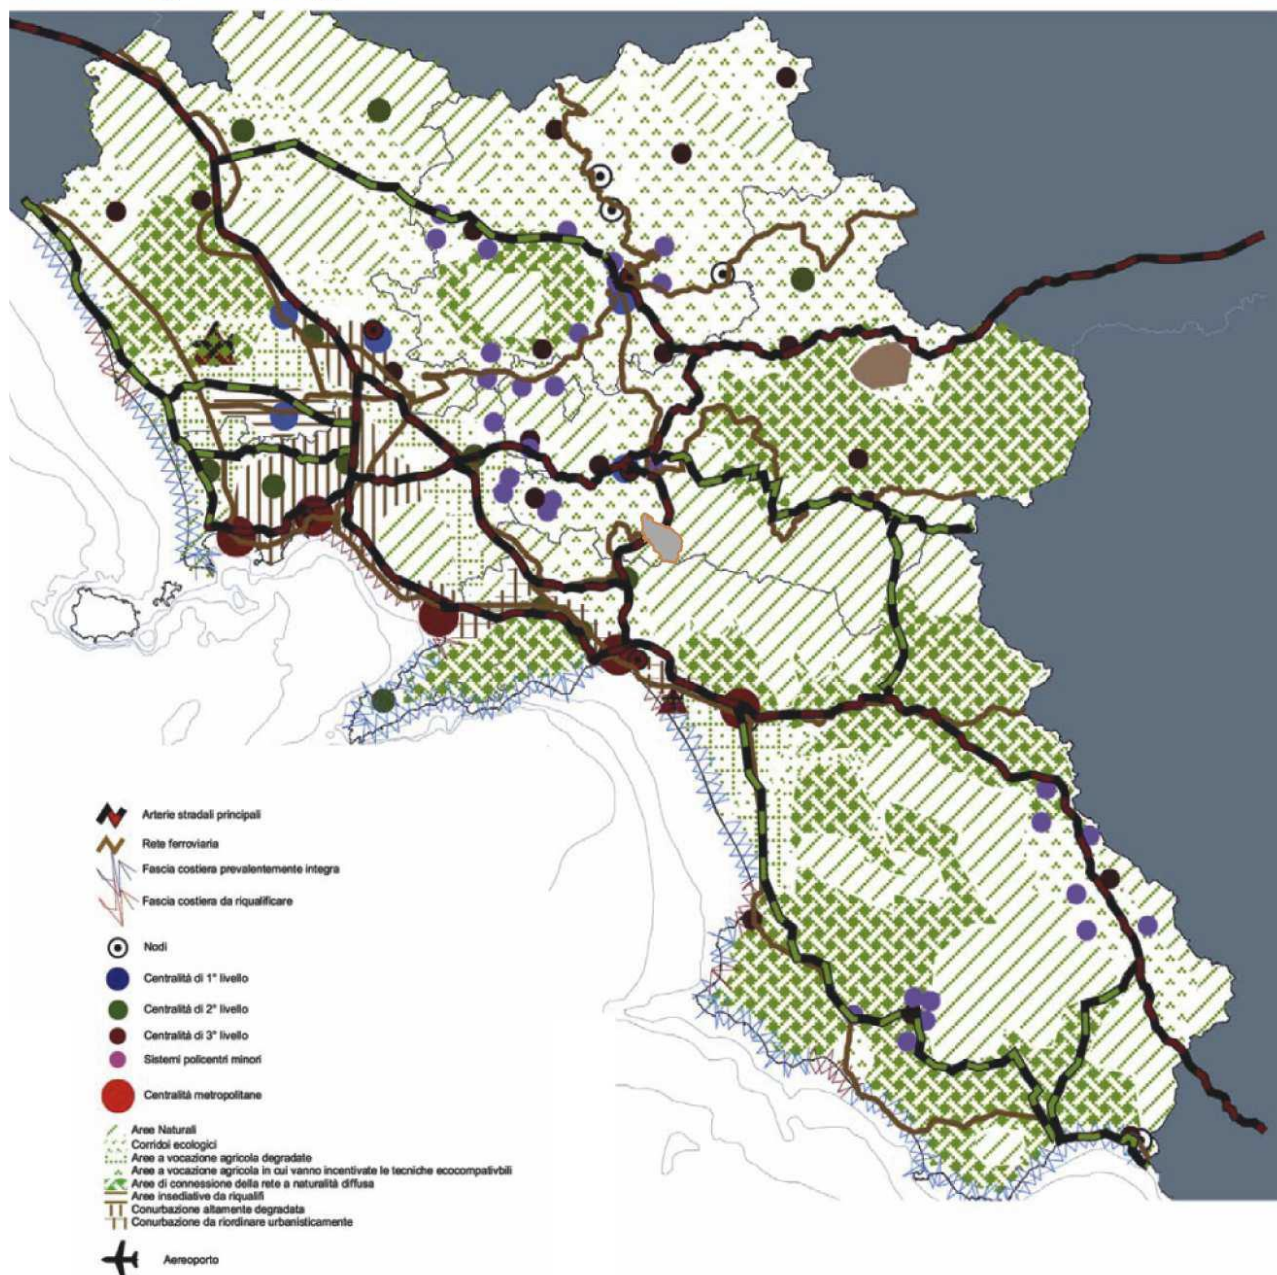 Arterie stradali principali
Rete ferroviaria
Fascia costiera prevalentemente integra
Fascia costiera da riqualificare
Nodi
Centralità di 1° livello
Centralità di 2° livello
Centralità di 3° livello
Sistemi policentri minori
Centralità metropolitane
Aree Naturali
Corridoi ecologici
Aree a vocazione agricola degradate
Aree a vocazione agricola in cui vanno incentivate le tecniche ecocompativbili
Aree di connessione della rete a naturalità diffusa
Aree insediative da riqualifi
Conurbazione altamente degradata
Conurbazione da riordinare urbanisticamente
Aereoporto